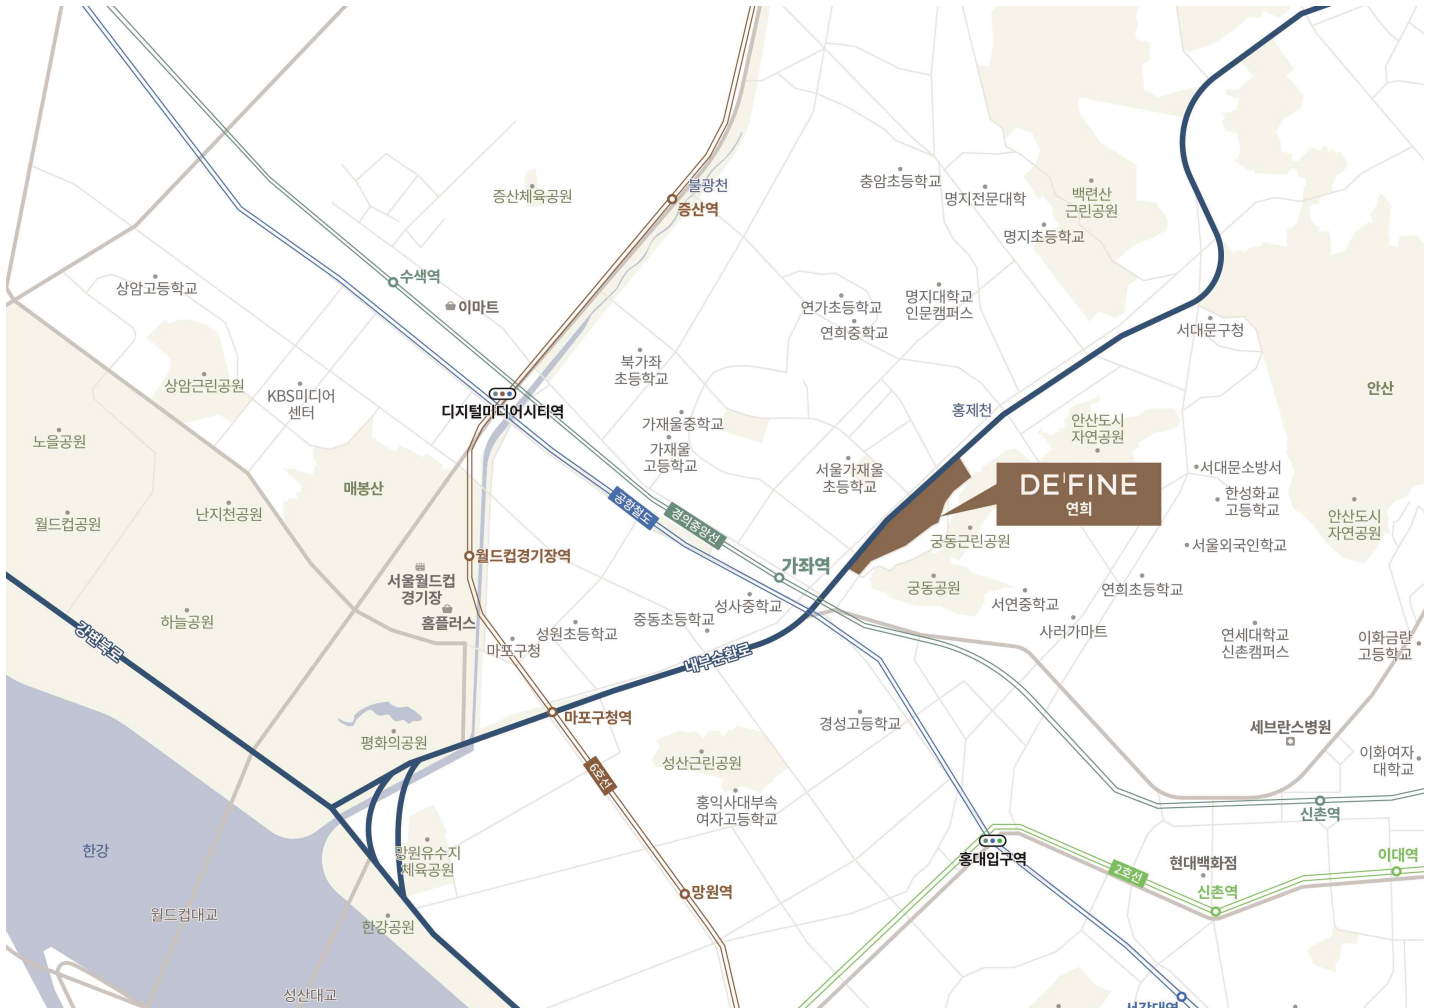 불광천
증산역
증산체육공원
충암초등학교
명지전문대학
백련산
근린공원
명지초등학교
수색역
이마트
상암고등학교
연가초등학교
연희중학교
명지대학교
인문캠퍼스
서대문구청
상암근린공원
KBS미디어
센터
디지털미디어시티역
북가좌
초등학교
가재울중학교
가재울
고등학교
홍제천
안산도시
자연공원
안산
노을공원
매봉산
월드컵공원
난지천공원
공항철도
경의중앙선
서울가재울
초등학교
DE'FINE
연희
서대문소방서
한성화교
고등학교
안산도시
자연공원
궁동근린공원
서울외국인학교
월드컵경기장역
가좌역
서울월드컵
경기장
홈플러스
궁동공원
서연중학교
연희초등학교
사러가마트
하늘공원
강변북로
마포구청
성원초등학교
중동초등학교
성사중학교
내부순환로
연세대학교
신촌캠퍼스
이화금란
고등학교
마포구청역
경성고등학교
세브란스병원
평화의공원
성산근린공원
6호선
홍익사대부속
여자고등학교
이화여자
대학교
신촌역
한강
망원유수지
체육공원
홍대입구역
2호선
현대백화점
이대역
신촌역
망원역
월드컵대교
한강공원
성산대교
서강대역